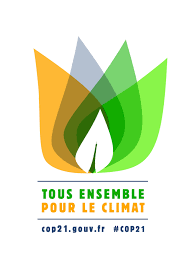 TOUS ENSEMBLE
POUR LE CLIMAT
cop21.gouv.fr #COP21